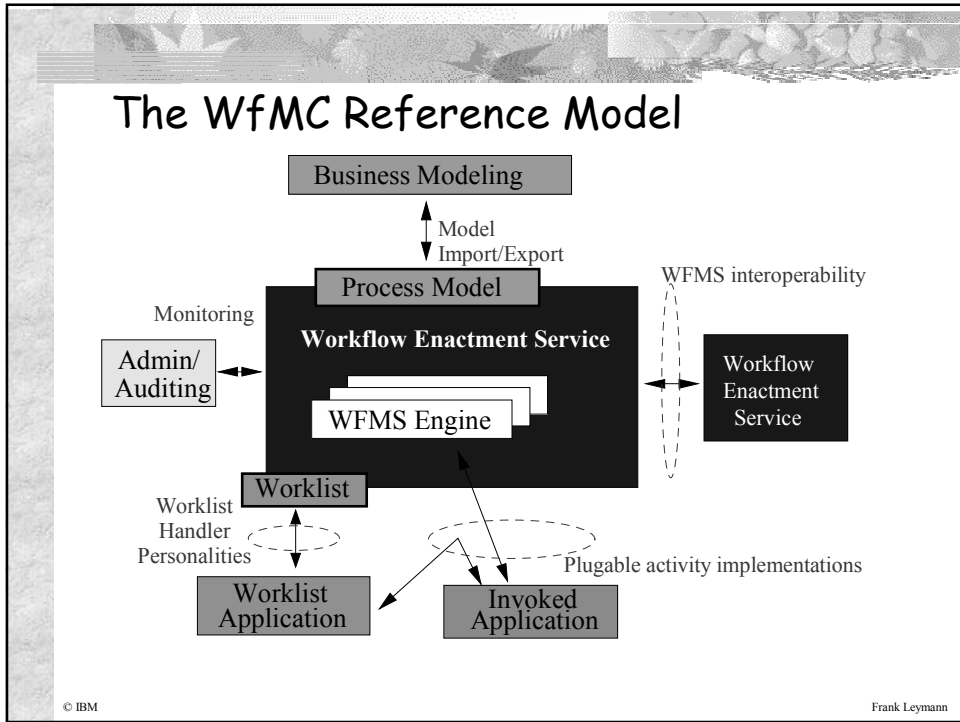 The WfMC Reference Model
Business Modeling
Model
Import/Export
Process Model
WFMS interoperability
Monitoring
Workflow Enactment Service
Admin/
Auditing
Workflow
Enactment
Service
WFMS Engine
Worklist
Worklist
Handler
Personalities
Plugable activity implementations
Worklist
Application
Invoked
Application
© IBM
Frank Leymann